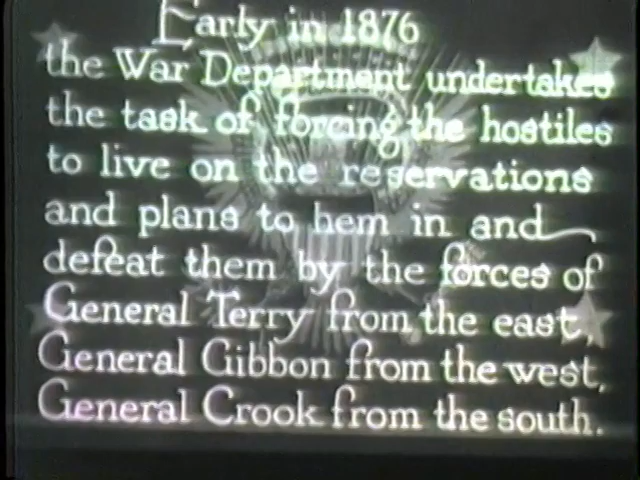 Early in 1876
the War Department undertakes
the task of forcing the hostiles
to live on the reservations
and plans to hem in and
defeat them by the forces of
General Terry from the east,
General Gibbon from the west,
General Crook from the south.